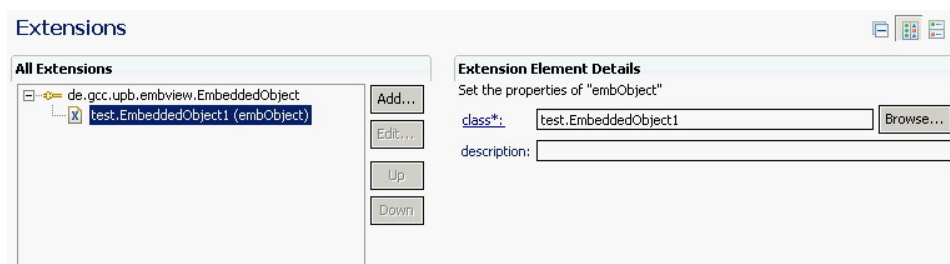 Extensions
All Extensions
de.gcc.upb.embview.EmbeddedObject
test.EmbeddedObject1 (embObject)
Add...
Edit...
Up
Down
Extension Element Details
Set the properties of "embObject"
class*: test.EmbeddedObject1 Browse...
description: